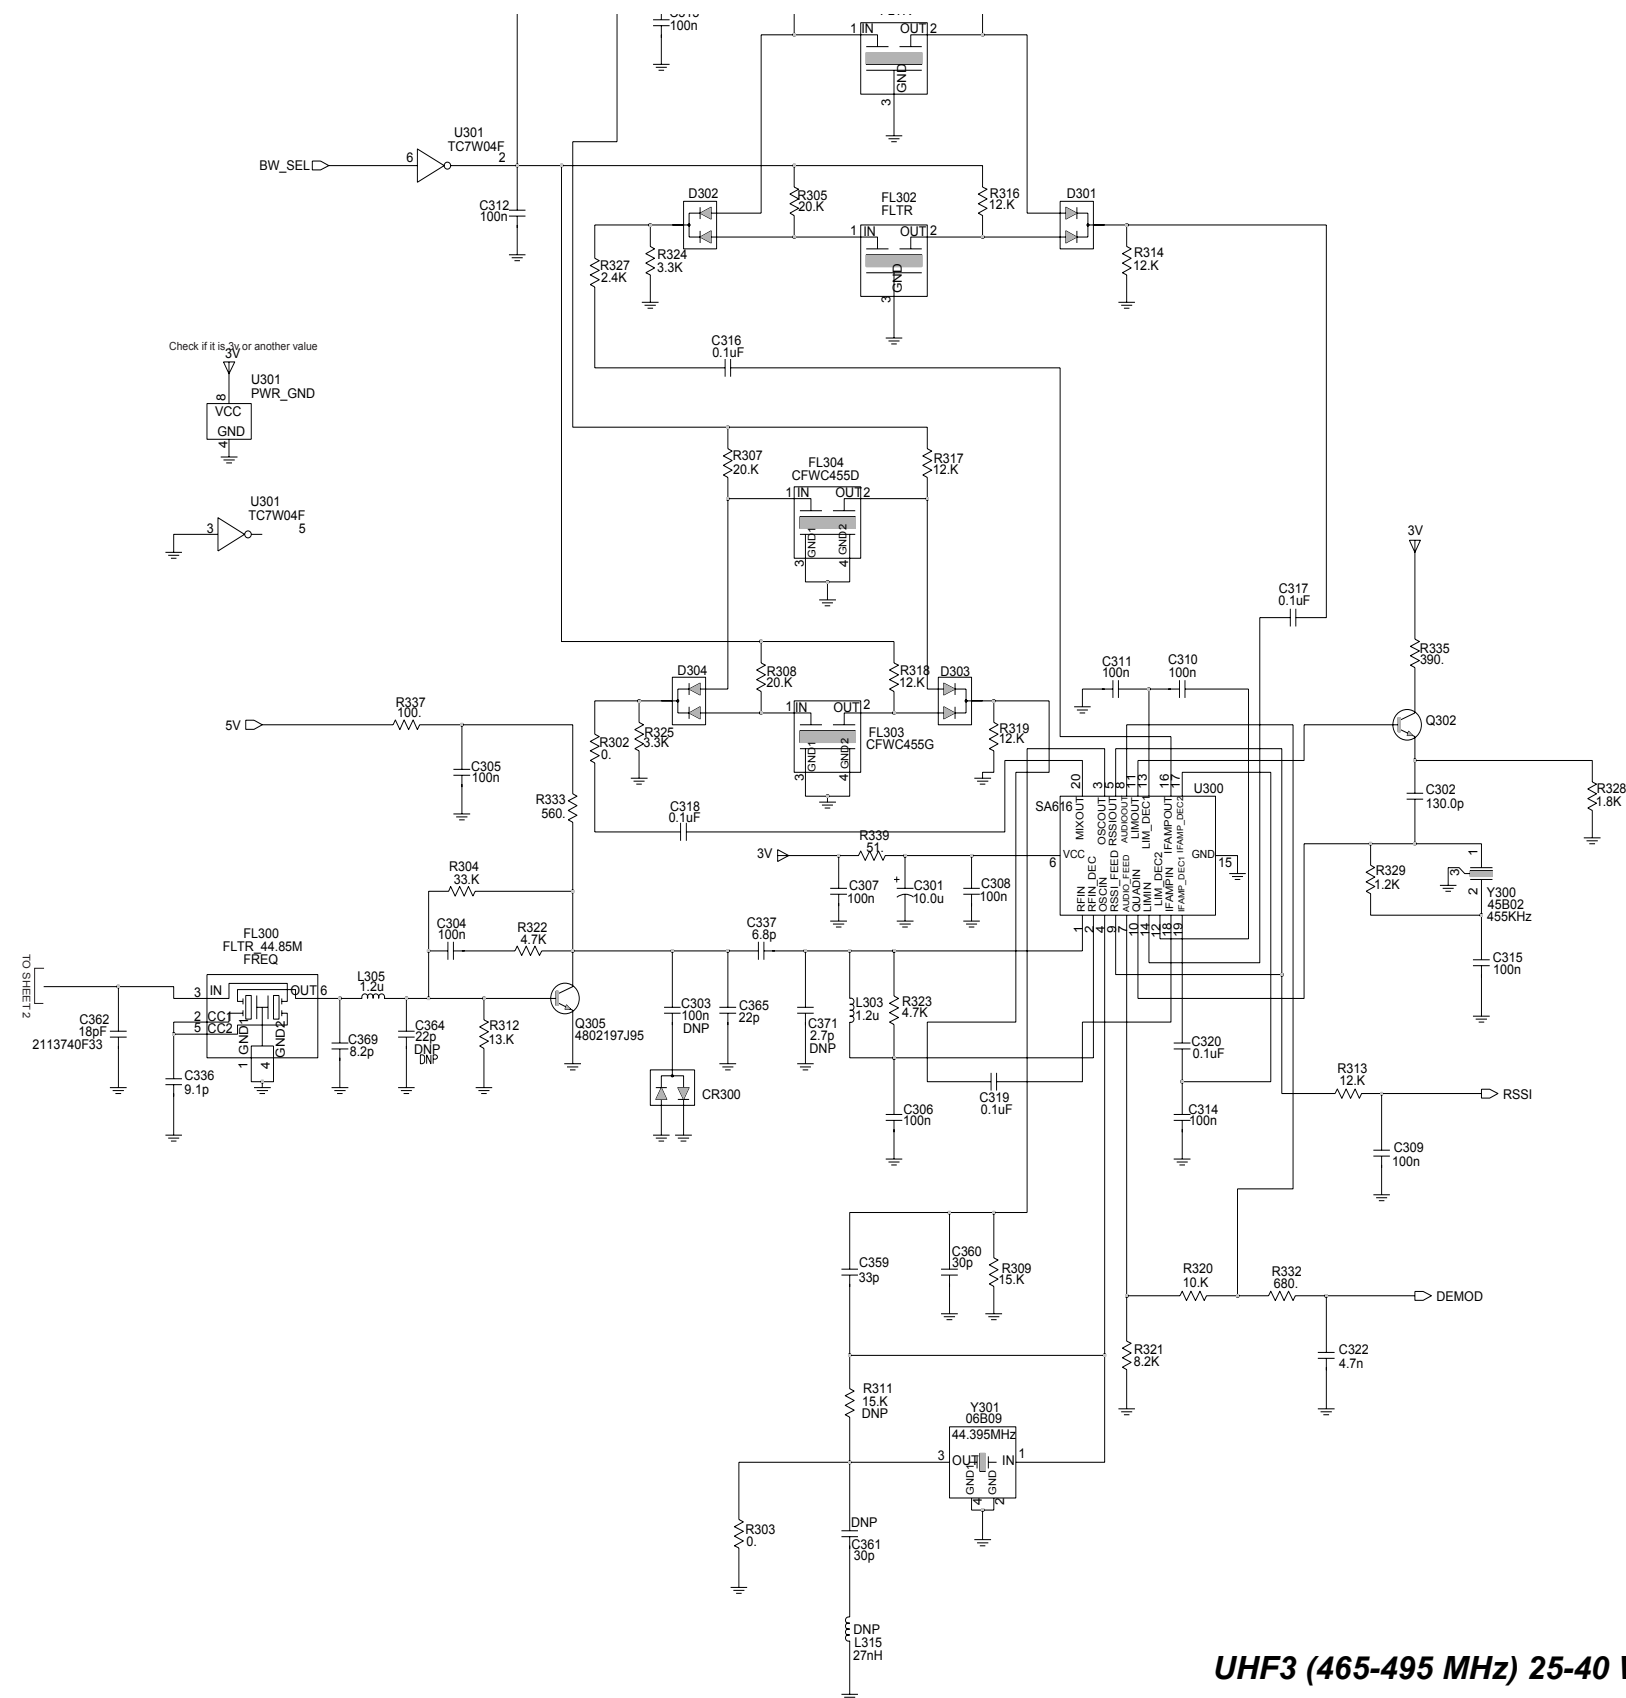 100n
1 IN OUT 2
GND
3
U301
TC7W04F
BW_SEL
6
2
C312
100n
D302
R305
20.K
FL302
FLTR
R316
12.K
D301
1 IN OUT 2
GND
3
R327
2.4K
R324
3.3K
R314
12.K
Check if it is 3v or another value
3V
U301
PWR_GND
8
VCC
GND
4
C316
0.1uF
R307
20.K
FL304
CFWC455D
R317
12.K
1 IN OUT 2
GND1
GND2
3
4
U301
TC7W04F
3
5
3V
C317
0.1uF
R335
390.
Q302
D304
R308
20.K
R318
12.K
D303
C311
100n
C310
100n
5V
R337
100.
1 IN OUT 2
FL303
CFWC455G
GND1
GND2
3
4
R302
0.
R325
3.3K
R319
12.K
C305
100n
R333
560.
C318
0.1uF
SA616
U300
20
3
5
8
11
13
16
17
MIXOUT
OSCOUT
RSSIOUT
AUDIOOUT
LIMOUT
LIM_DEC1
IFAMPOUT
IFAMP_DEC2
VCC
6
GND
15
RFIN
RFIN_DEC
OSCIN
RSSI_FEED
AUDIO_FEED
QUADIN
LIMIN
LIM_DEC2
IFAMPIN
IFAMP_DEC1
1
2
4
9
7
10
14
12
18
19
C302
130.0p
R328
1.8K
3V
R339
51.
C307
100n
+
C301
10.0u
C308
100n
R329
1.2K
1
3
2
Y300
45B02
455KHz
R304
33.K
C304
100n
R322
4.7K
C337
6.8p
C315
100n
TO SHEET 2
FL300
FLTR_44.85M
FREQ
3 IN OUT 6
2 CC1
5 CC2
GND1
GND2
1
4
L305
1.2u
C362
18pF
2113740F33
C336
9.1p
C369
8.2p
C364
22p
DNP
DNP
R312
13.K
Q305
4802197J95
C303
100n
DNP
C365
22p
C371
2.7p
DNP
L303
1.2u
R323
4.7K
CR300
C306
100n
C319
0.1uF
C320
0.1uF
C314
100n
R313
12.K
RSSI
C309
100n
C359
33p
C360
30p
R309
15.K
R320
10.K
R332
680.
DEMOD
R321
8.2K
C322
4.7n
R311
15.K
DNP
Y301
06B09
44.395MHz
3 OUT IN 1
GND1
GND
4
2
R303
0.
DNP
C361
30p
DNP
L315
27nH
UHF3 (465-495 MHz) 25-40